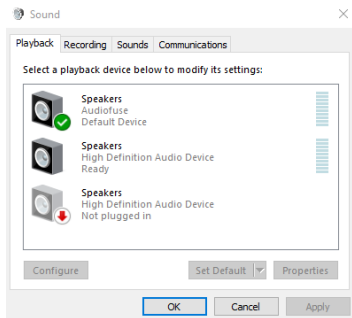 Sound
Playback Recording Sounds Communications
Select a playback device below to modify its settings:
Speakers
Audiofuse
Default Device
Speakers
High Definition Audio Device
Ready
Speakers
High Definition Audio Device
Not plugged in
Configure Set Default Properties
OK Cancel Apply